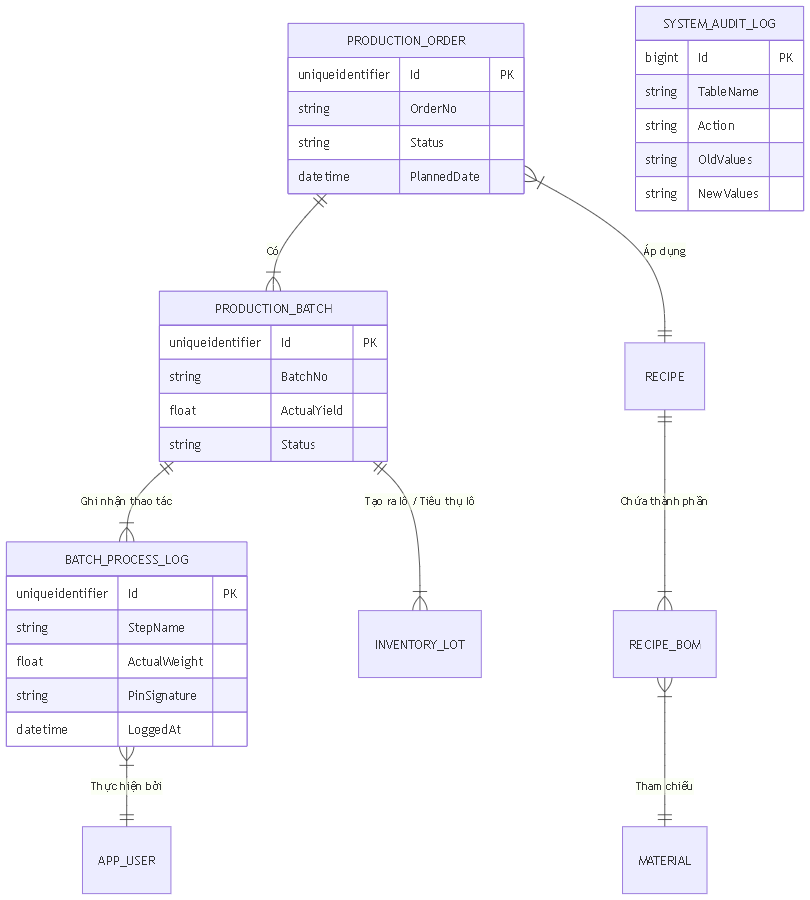 PRODUCTION_ORDER
uniqueidentifier Id PK
string OrderNo
string Status
datetime PlannedDate
SYSTEM_AUDIT_LOG
bigint Id PK
string TableName
string Action
string OldValues
string NewValues
Có
Áp dụng
PRODUCTION_BATCH
uniqueidentifier Id PK
string BatchNo
float ActualYield
string Status
RECIPE
Ghi nhận thao tác
Tạo ra lô / Tiêu thụ lô
Chứa thành phần
BATCH_PROCESS_LOG
uniqueidentifier Id PK
string StepName
float ActualWeight
string PinSignature
datetime LoggedAt
INVENTORY_LOT
RECIPE_BOM
Thực hiện bởi
Tham chiếu
APP_USER
MATERIAL